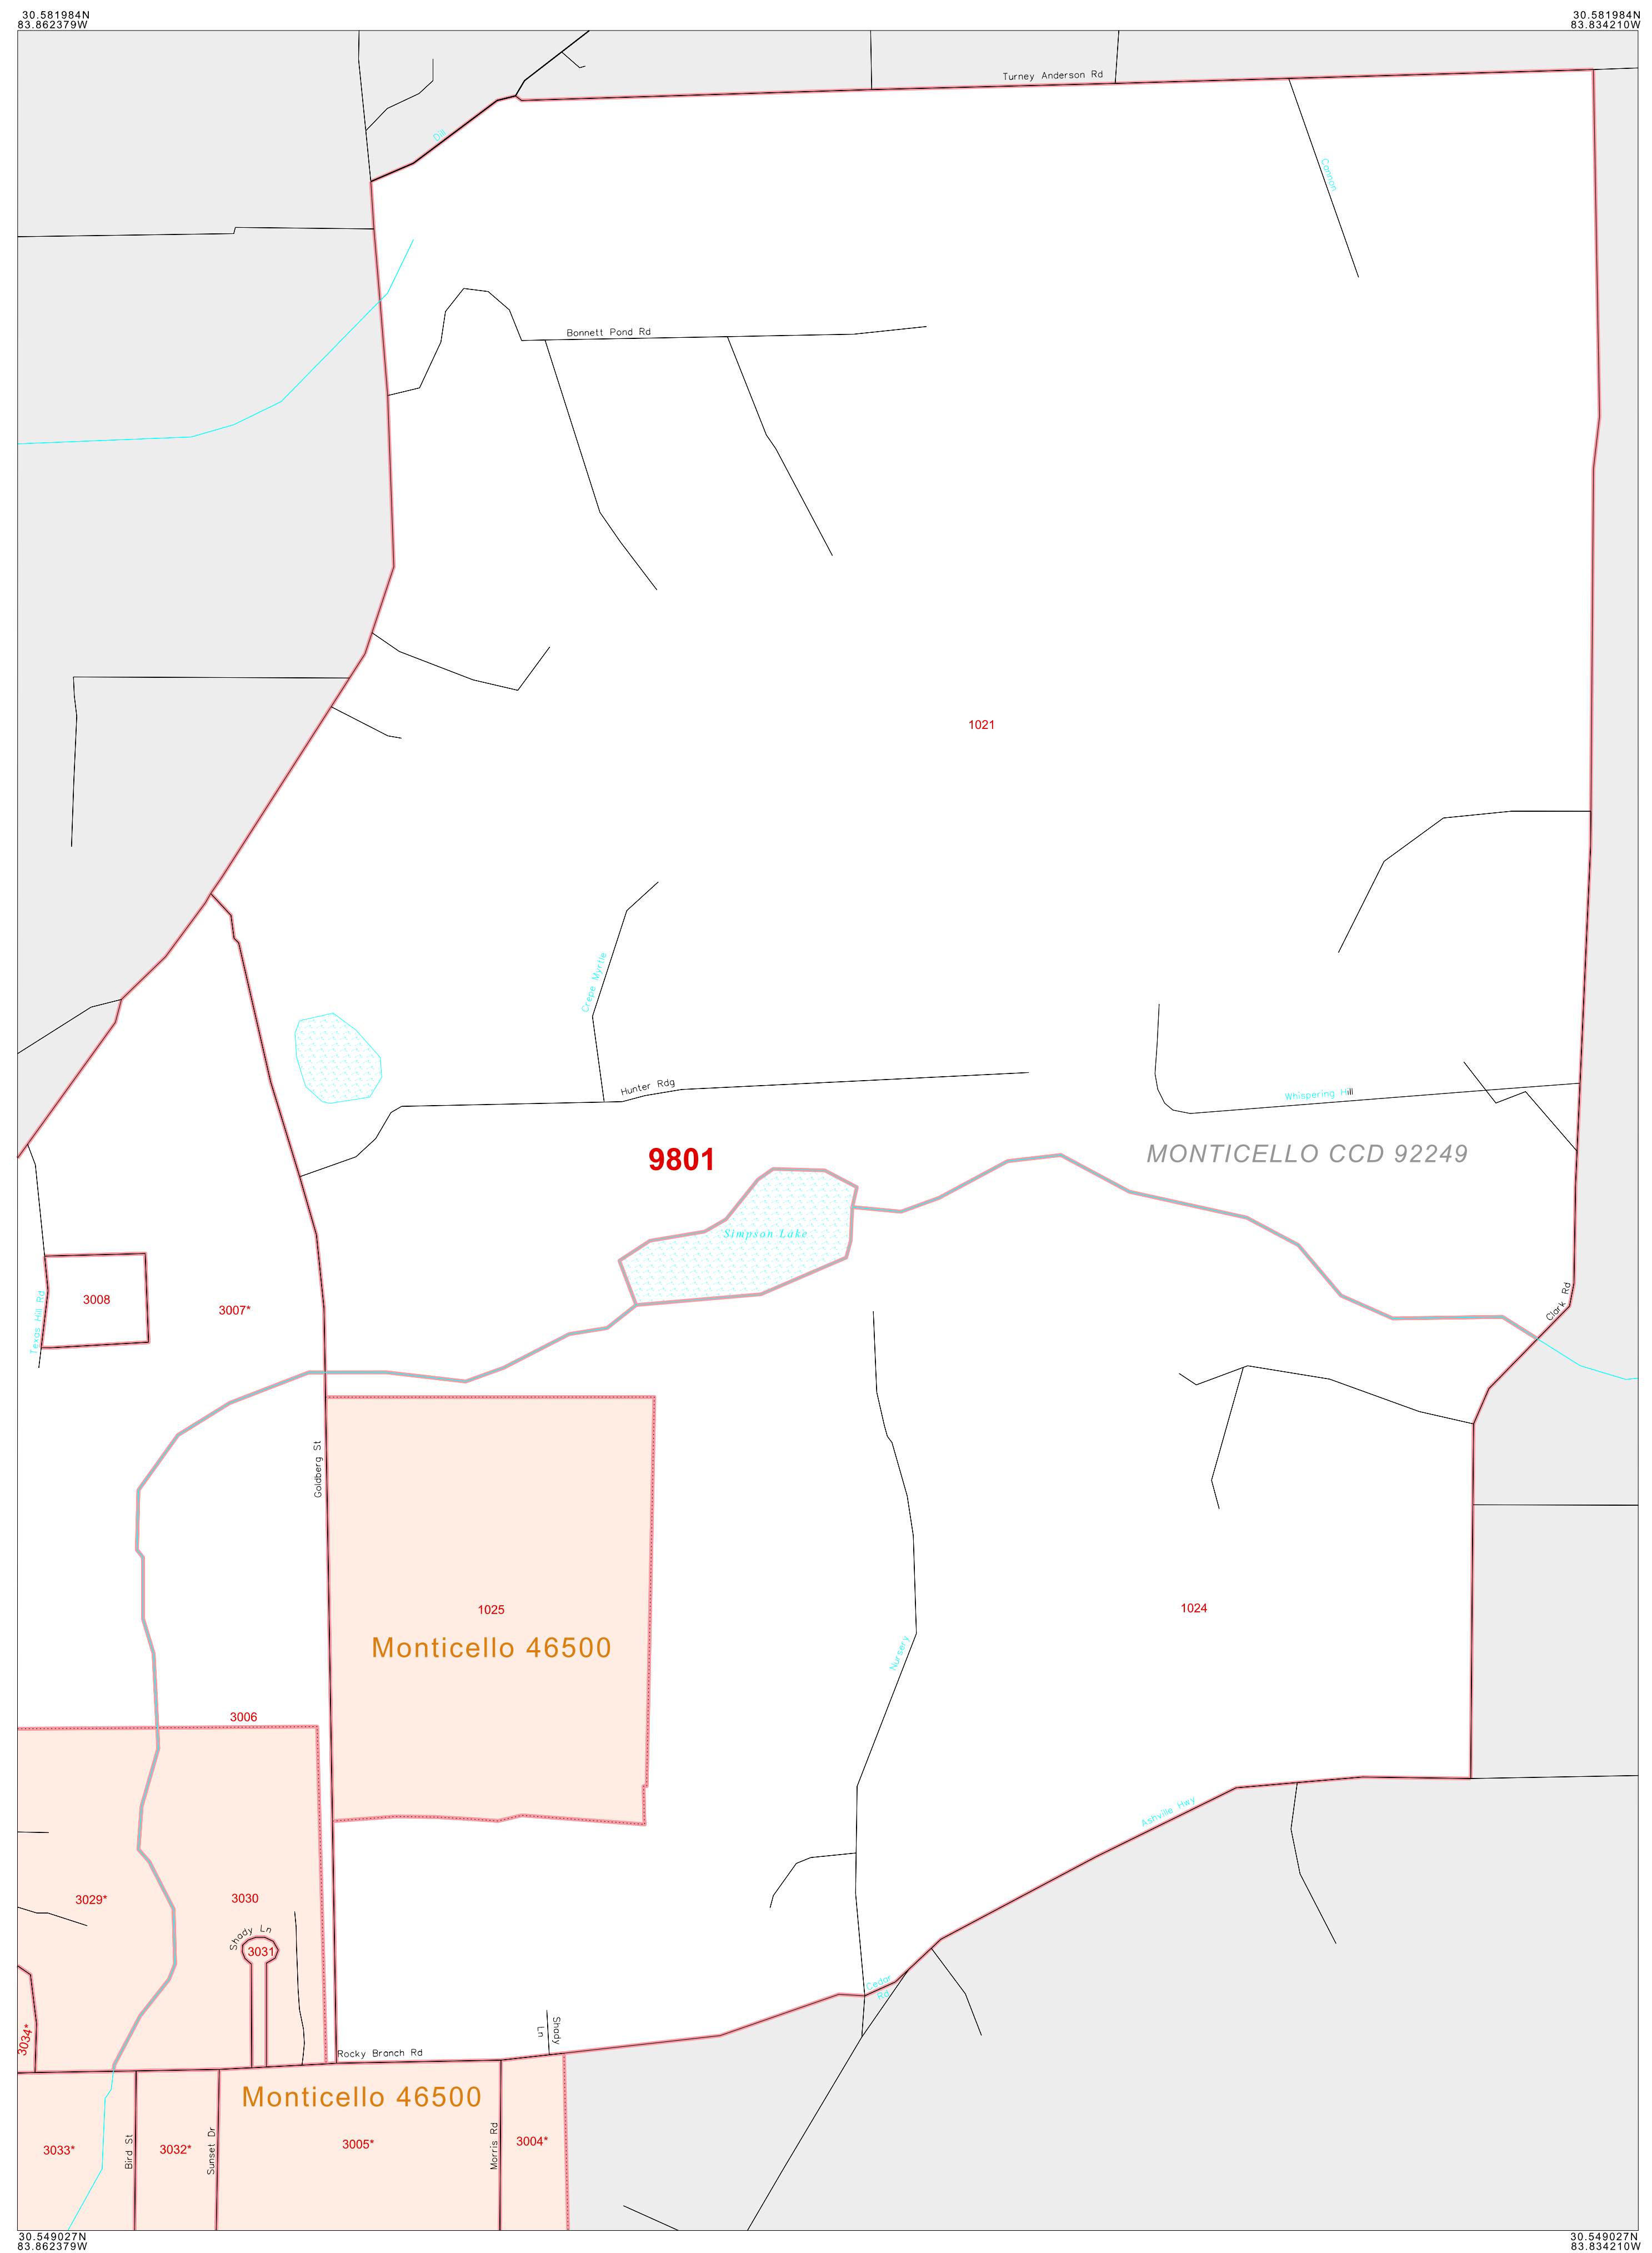 30.581984N
83.862379W
30.581984N
83.834210W
Turney Anderson Rd
Dill
Cannon
Bonnett Pond Rd
1021
Crepe Myrtle
Hunter Rdg
Whispering Hill
9801
MONTICELLO CCD 92249
Simpson Lake
3008
3007*
Texas Hill Rd
Clark Rd
Goldberg St
1025
1024
Monticello 46500
Nursery
3006
Ashville Hwy
3029*
3030
Shady Ln
3031
Cedar
Rd
3034*
Shady
Ln
Rocky Branch Rd
Monticello 46500
3033*
Bird St
3032*
Sunset Dr
3005*
Morris Rd
3004*
30.549027N
83.862379W
30.549027N
83.834210W